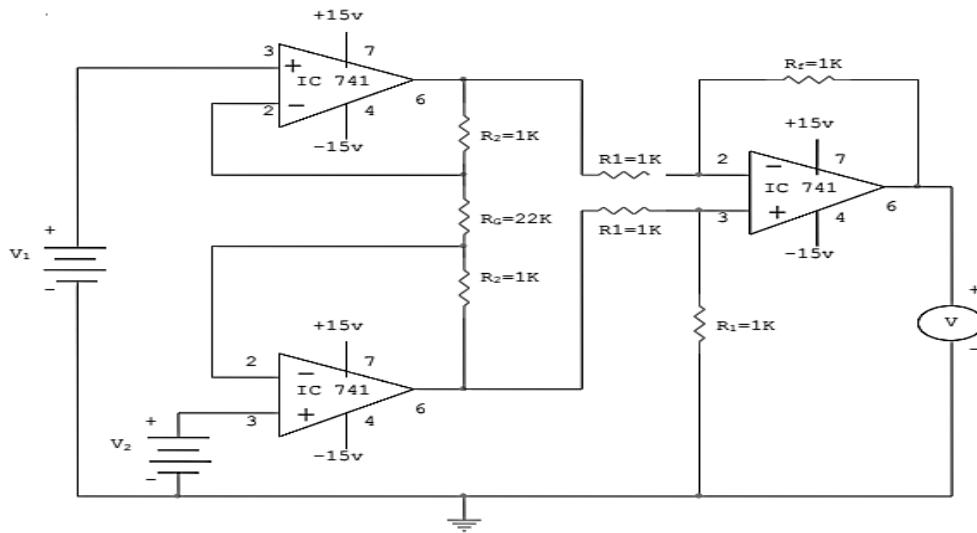 +15v
3
7
+
IC 741
2
−
4
6
−15v
R₂=1K
R_G=22K
R₂=1K
+15v
2
7
−
IC 741
3
+
4
6
−15v
+
V₁
-
+
V₂
-
R1=1K
R1=1K
R_f=1K
+15v
2
7
−
IC 741
3
+
4
6
−15v
R₁=1K
+
V
-